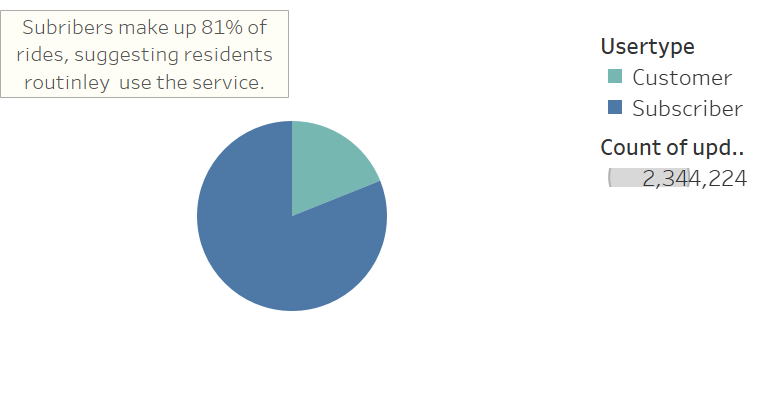 Subribers make up 81% of
rides, suggesting residents
routinley  use the service.
Usertype
Customer
Subscriber
Count of upd..
2,344,224